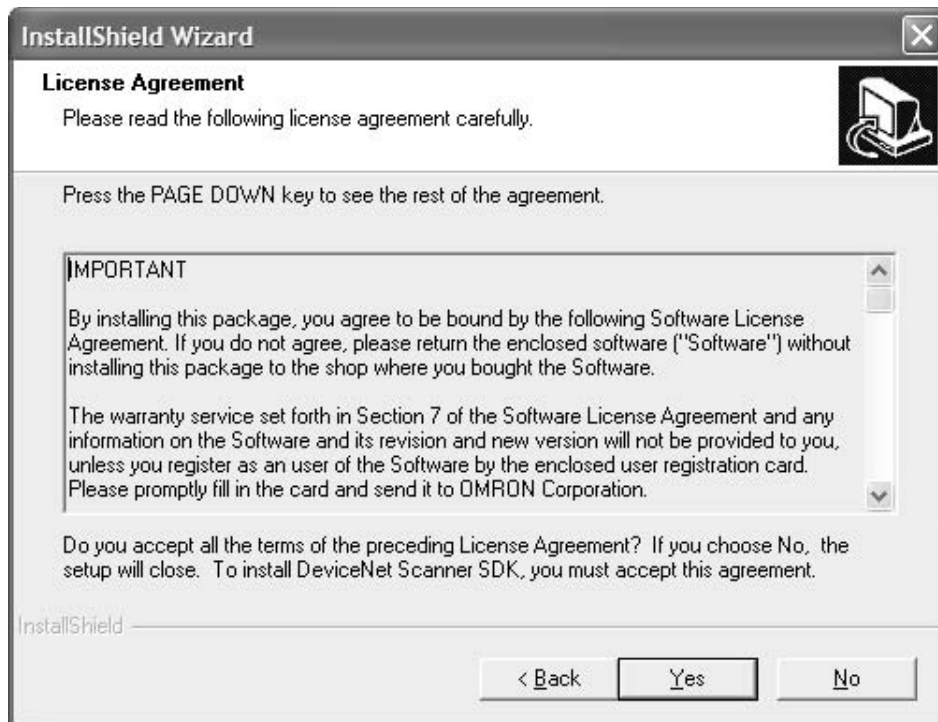 InstallShield Wizard
License Agreement
Please read the following license agreement carefully.
Press the PAGE DOWN key to see the rest of the agreement.
IMPORTANT
By installing this package, you agree to be bound by the following Software License
Agreement. If you do not agree, please return the enclosed software ("Software") without
installing this package to the shop where you bought the Software.
The warranty service set forth in Section 7 of the Software License Agreement and any
information on the Software and its revision and new version will not be provided to you,
unless you register as an user of the Software by the enclosed user registration card.
Please promptly fill in the card and send it to OMRON Corporation.
Do you accept all the terms of the preceding License Agreement? If you choose No, the
setup will close. To install DeviceNet Scanner SDK, you must accept this agreement.
InstallShield
< Back
Yes
No